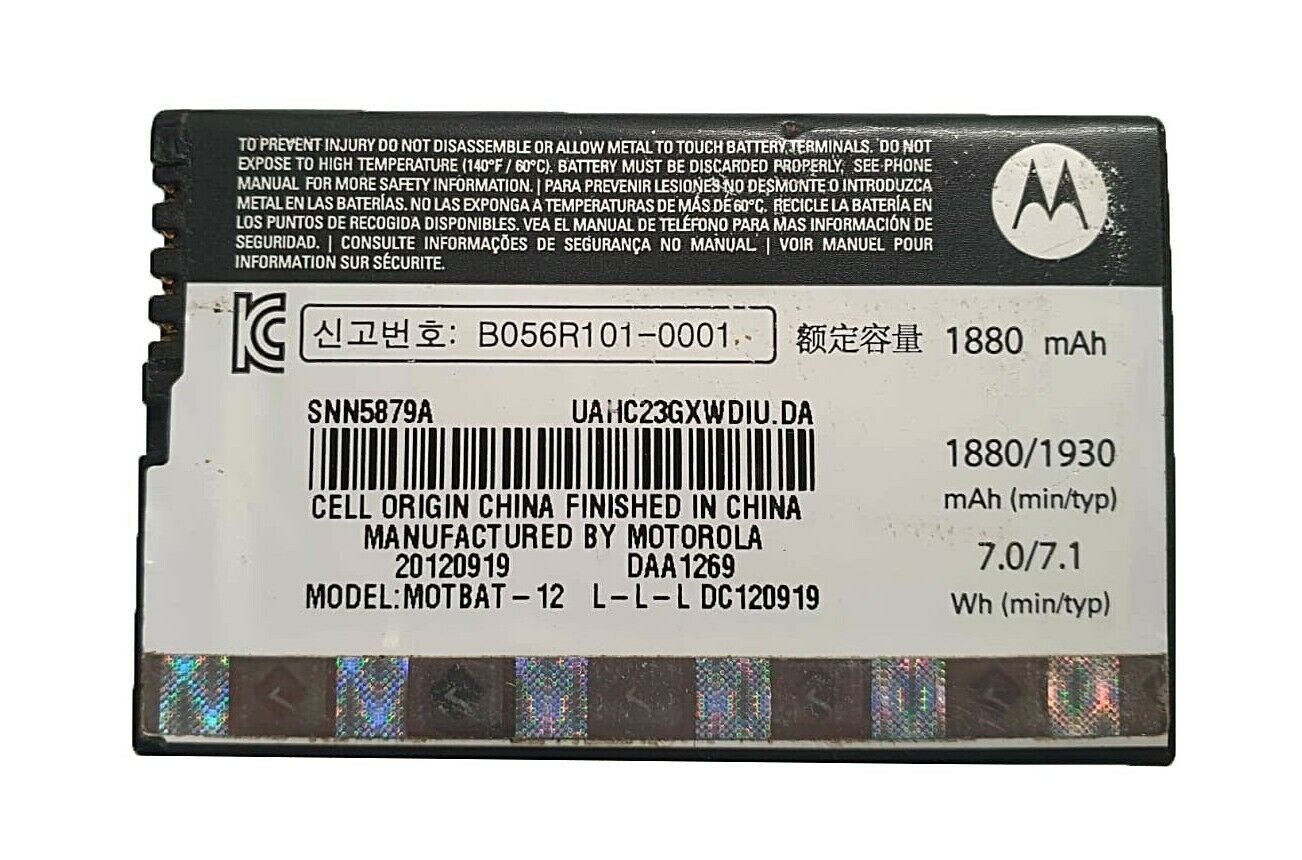 TO PREVENT INJURY DO NOT DISASSEMBLE OR ALLOW METAL TO TOUCH BATTERY TERMINALS. DO NOT
EXPOSE TO HIGH TEMPERATURE (140°F / 60°C). BATTERY MUST BE DISCARDED PROPERLY, SEE PHONE
MANUAL FOR MORE SAFETY INFORMATION. | PARA PREVENIR LESIONES NO DESMONTE O INTRODUZCA
METAL EN LAS BATERÍAS. NO LAS EXPONGA A TEMPERATURAS DE MÁS DE 60°C. RECICLE LA BATERÍA EN
LOS PUNTOS DE RECOGIDA DISPONIBLES. VEA EL MANUAL DE TELÉFONO PARA MAS INFORMACIÓN DE
SEGURIDAD. | CONSULTE INFORMAÇÕES DE SEGURANÇA NO MANUAL. | VOIR MANUEL POUR
INFORMATION SUR SÉCURITE.
KC 신고번호: B056R101-0001 额定容量 1880 mAh
SNN5879A UAHC23GXWDIU.DA
1880/1930
mAh (min/typ)
CELL ORIGIN CHINA FINISHED IN CHINA
MANUFACTURED BY MOTOROLA
20120919 DAA1269
7.0/7.1
Wh (min/typ)
MODEL:MOTBAT-12 L-L-L DC120919